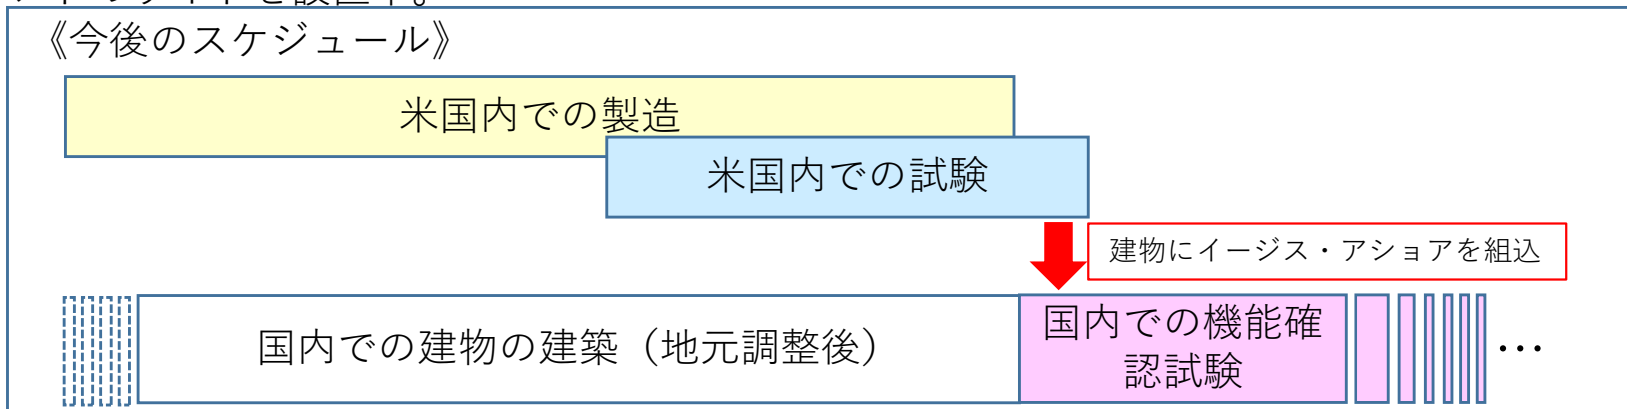 《今後のスケジュール》
米国内での製造
米国内での試験
建物にイージス・アショアを組込
国内での建物の建築（地元調整後）
国内での機能確
認試験
…